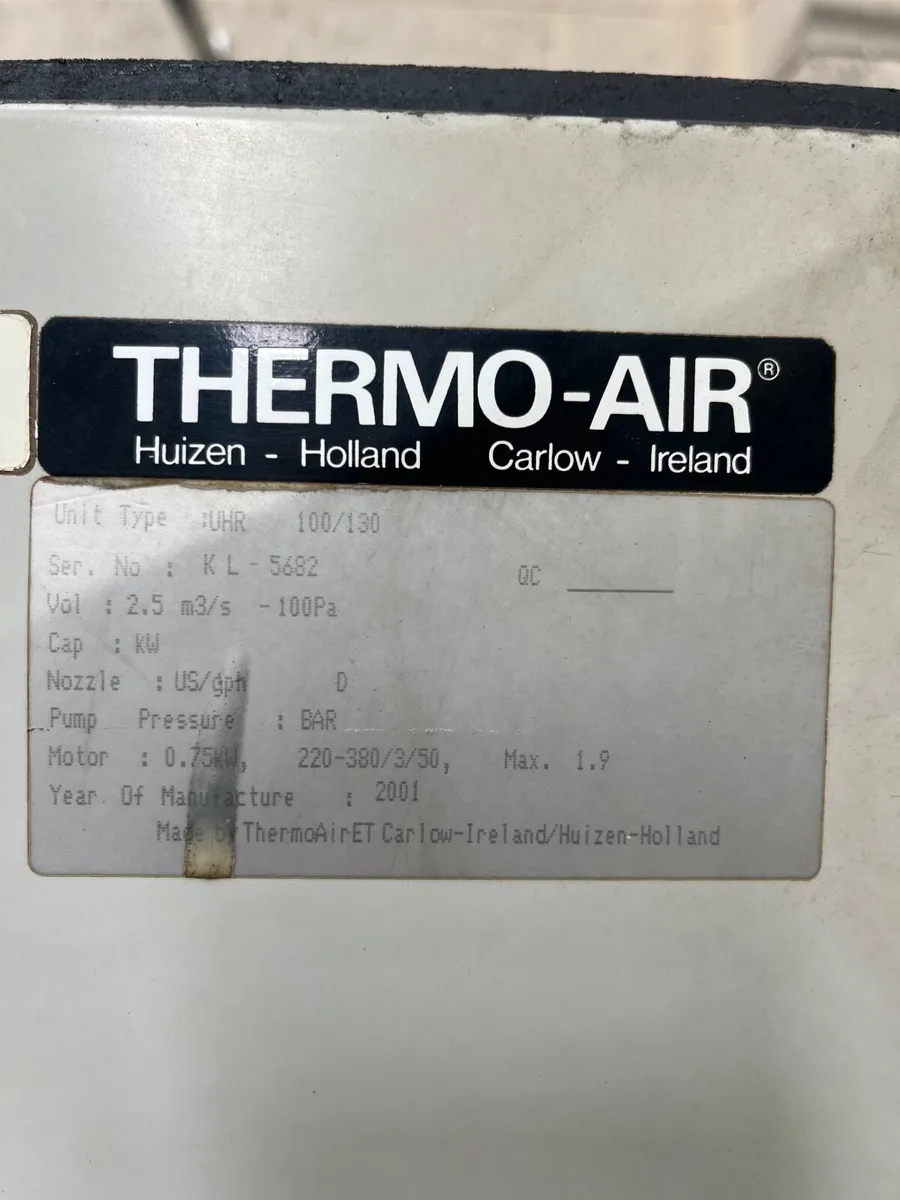 THERMO-AIR®
Huizen - Holland Carlow - Ireland
Unit Type :UHR 100/130
Ser. No : KL-5682 QC
Vol : 2.5 m3/s -100Pa
Cap : KW
Nozzle : US/gph D
Pump Pressure : BAR
Motor : 0.75KW, 220-380/3/50, Max. 1.9
Year Of Manufacture : 2001
Made by ThermoAirET Carlow-Ireland/Huizen-Holland